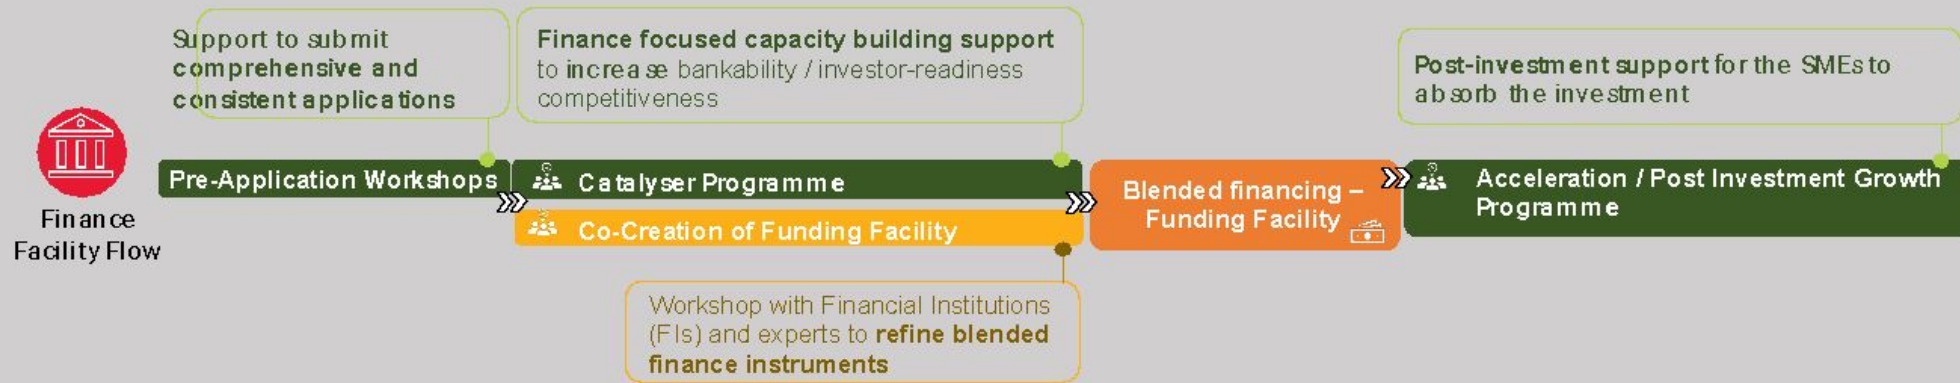 Support to submit
comprehensive and
consistent applications
Finance focused capacity building support
to increase bankability / investor-readiness
competitiveness
Post-investment support for the SMEs to
absorb the investment
Finance
Facility Flow
Pre-Application Workshops
Catalyser Programme
Co-Creation of Funding Facility
Blended financing –
Funding Facility
Acceleration / Post Investment Growth
Programme
Workshop with Financial Institutions
(FIs) and experts to refine blended
finance instruments